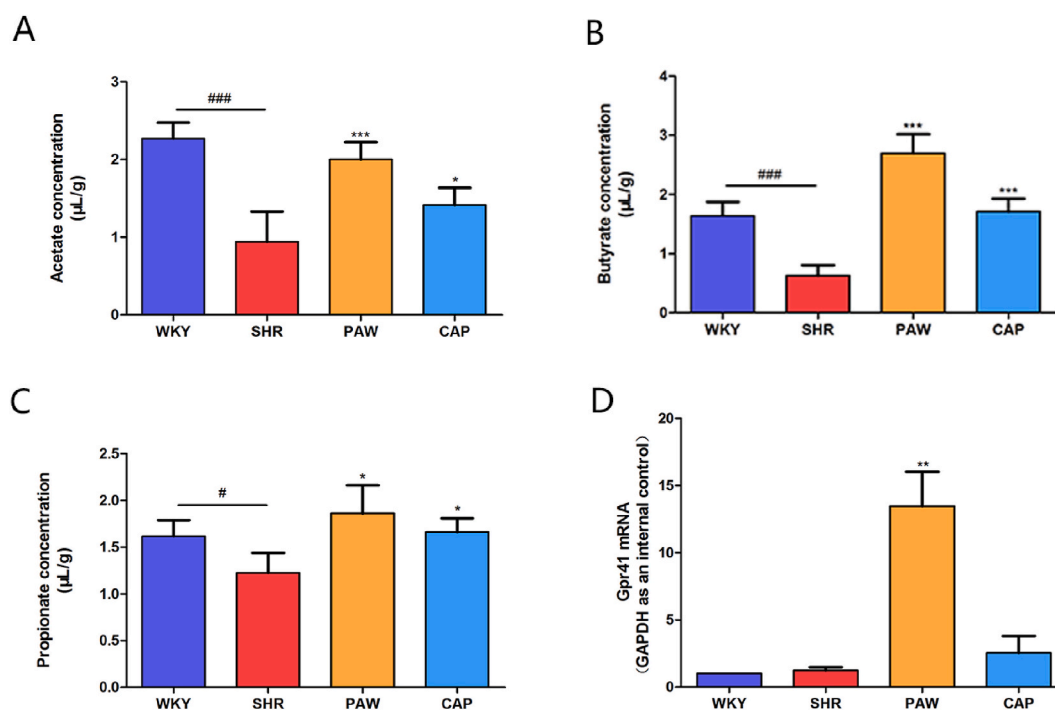 A
Acetate concentration
(μL/g)
3
2
1
0
###
***
*
WKY SHR PAW CAP
B
Butyrate concentration
(μL/g)
4
3
2
1
0
###
***
***
WKY SHR PAW CAP
C
Propionate concentration
(μL/g)
2.5
2.0
1.5
1.0
0.5
0.0
#
*
*
WKY SHR PAW CAP
D
Gpr41 mRNA
（GAPDH as an internal control）
20
15
10
5
0
**
WKY SHR PAW CAP